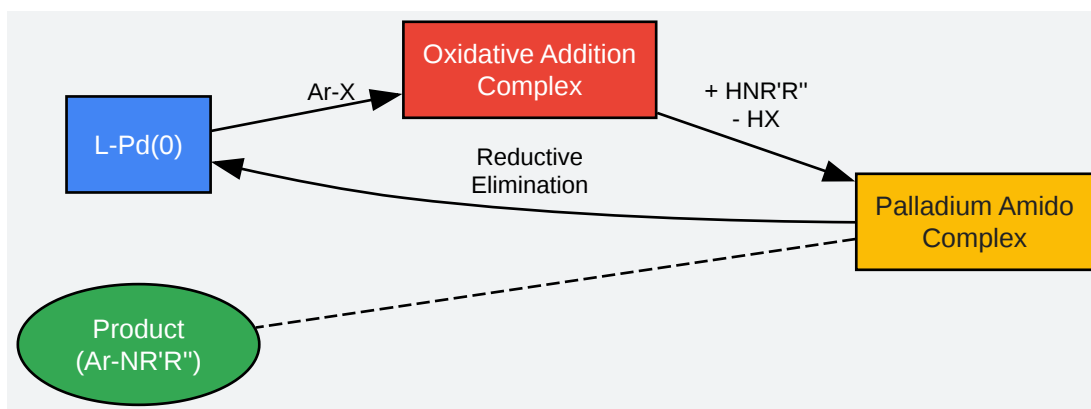 Oxidative Addition
Complex
Ar-X
L-Pd(0)
+ HNR'R''
- HX
Reductive
Elimination
Palladium Amido
Complex
Product
(Ar-NR'R'')